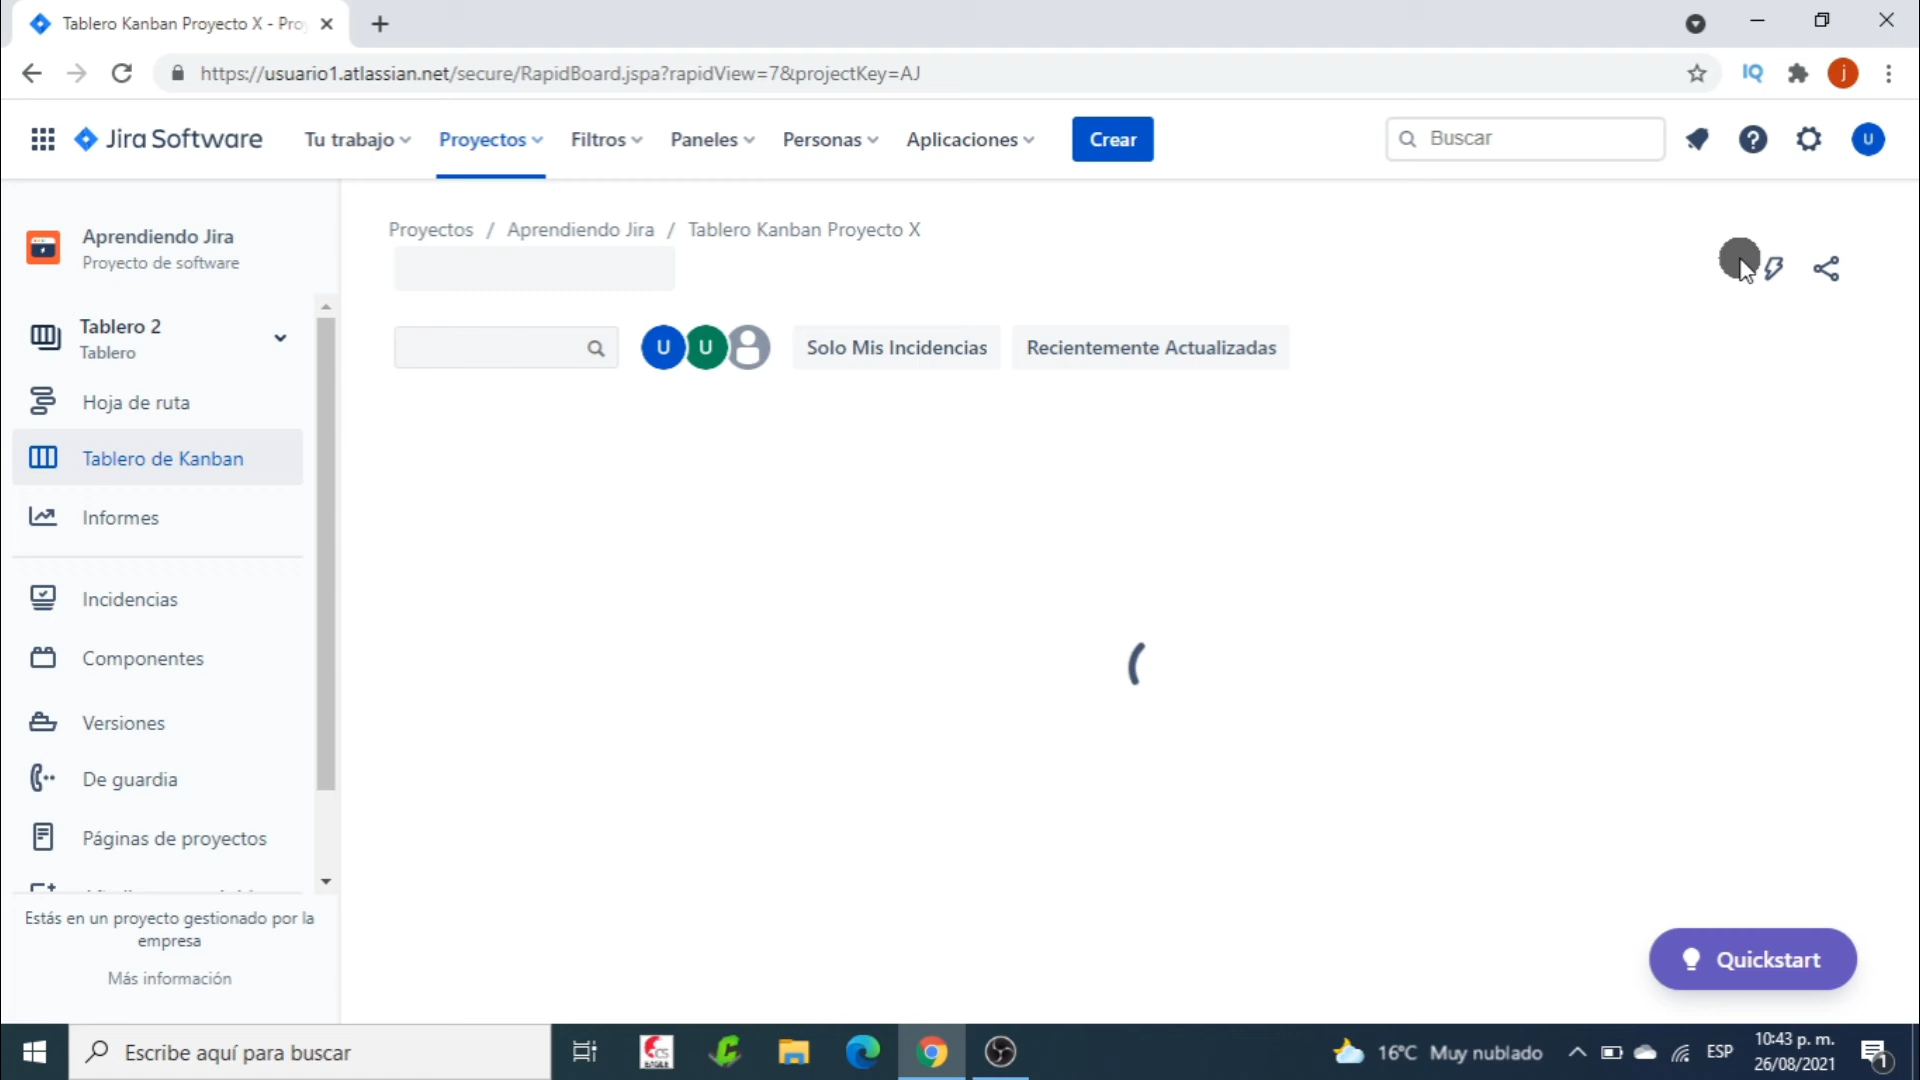 Tablero Kanban Proyecto X - Pro
https://usuario1.atlassian.net/secure/RapidBoard.jspa?rapidView=7&projectKey=AJ
IQ
j
Jira Software
Tu trabajo
Proyectos
Filtros
Paneles
Personas
Aplicaciones
Crear
Buscar
U
Aprendiendo Jira
Proyecto de software
Proyectos / Aprendiendo Jira / Tablero Kanban Proyecto X
Tablero 2
Tablero
U
U
Solo Mis Incidencias
Recientemente Actualizadas
Hoja de ruta
Tablero de Kanban
Informes
Incidencias
Componentes
Versiones
De guardia
Páginas de proyectos
Estás en un proyecto gestionado por la
empresa
Más información
Quickstart
Escribe aquí para buscar
16°C Muy nublado
ESP
10:43 p. m.
26/08/2021
1